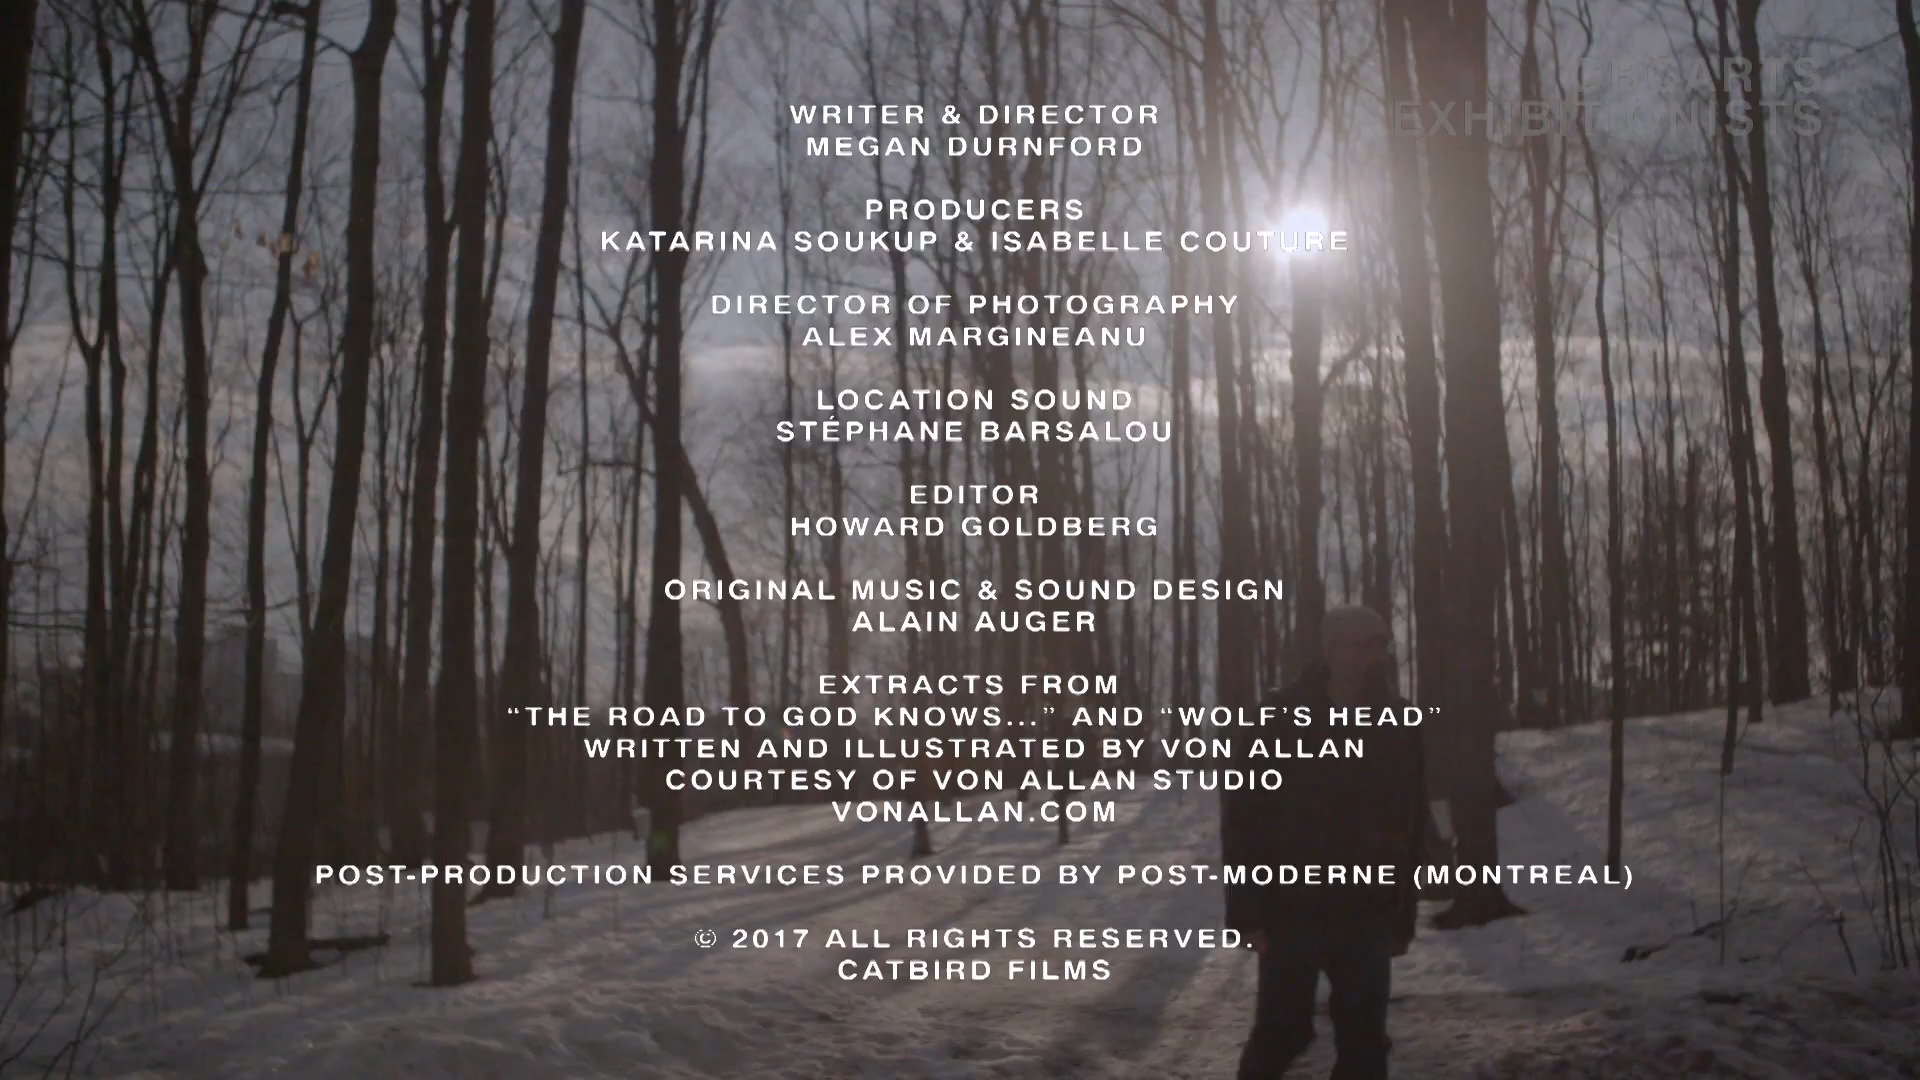 CBCARTS
EXHIBITIONISTS
WRITER & DIRECTOR
MEGAN DURNFORD
PRODUCERS
KATARINA SOUKUP & ISABELLE COUTURE
DIRECTOR OF PHOTOGRAPHY
ALEX MARGINEANU
LOCATION SOUND
STÉPHANE BARSALOU
EDITOR
HOWARD GOLDBERG
ORIGINAL MUSIC & SOUND DESIGN
ALAIN AUGER
EXTRACTS FROM
“THE ROAD TO GOD KNOWS...” AND “WOLF’S HEAD”
WRITTEN AND ILLUSTRATED BY VON ALLAN
COURTESY OF VON ALLAN STUDIO
VONALLAN.COM
POST-PRODUCTION SERVICES PROVIDED BY POST-MODERNE (MONTREAL)
© 2017 ALL RIGHTS RESERVED.
CATBIRD FILMS